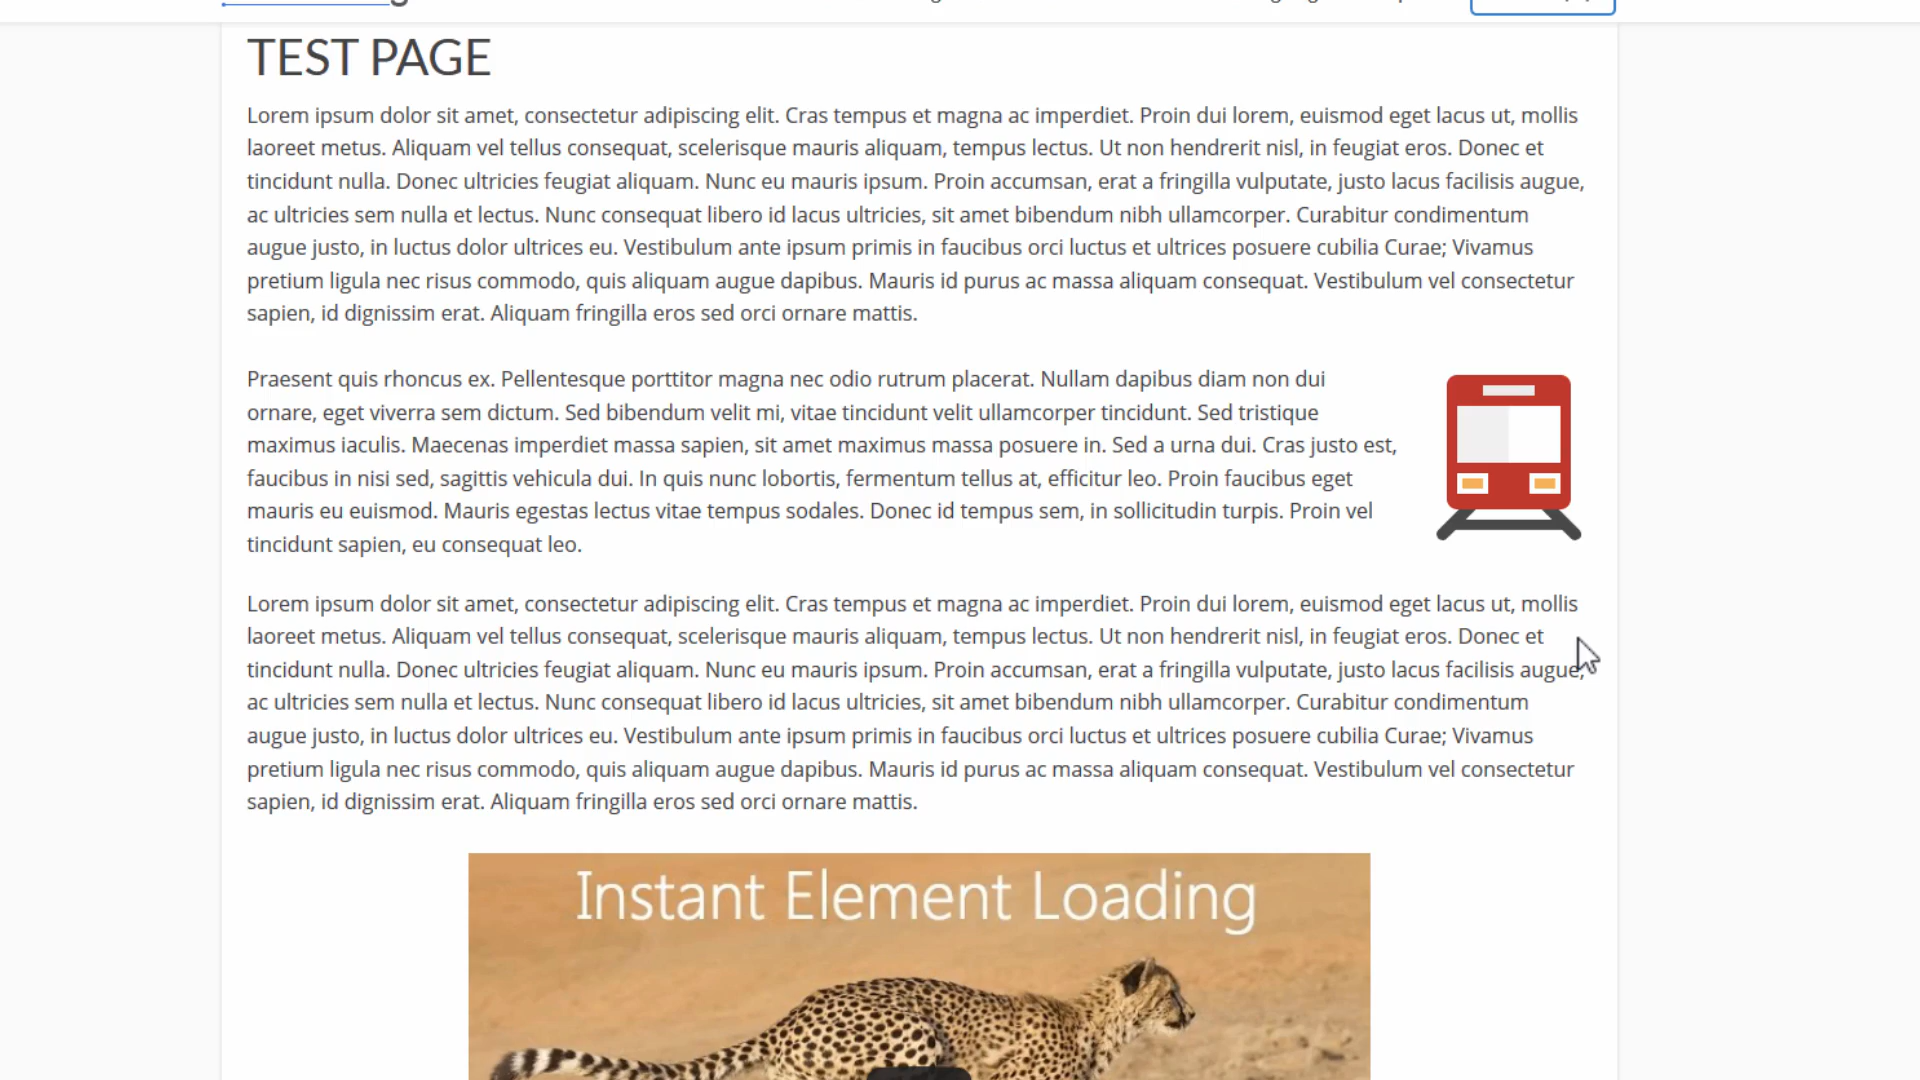 TEST PAGE
Lorem ipsum dolor sit amet, consectetur adipiscing elit. Cras tempus et magna ac imperdiet. Proin dui lorem, euismod eget lacus ut, mollis
laoreet metus. Aliquam vel tellus consequat, scelerisque mauris aliquam, tempus lectus. Ut non hendrerit nisl, in feugiat eros. Donec et
tincidunt nulla. Donec ultricies feugiat aliquam. Nunc eu mauris ipsum. Proin accumsan, erat a fringilla vulputate, justo lacus facilisis augue,
ac ultricies sem nulla et lectus. Nunc consequat libero id lacus ultricies, sit amet bibendum nibh ullamcorper. Curabitur condimentum
augue justo, in luctus dolor ultrices eu. Vestibulum ante ipsum primis in faucibus orci luctus et ultrices posuere cubilia Curae; Vivamus
pretium ligula nec risus commodo, quis aliquam augue dapibus. Mauris id purus ac massa aliquam consequat. Vestibulum vel consectetur
sapien, id dignissim erat. Aliquam fringilla eros sed orci ornare mattis.
Praesent quis rhoncus ex. Pellentesque porttitor magna nec odio rutrum placerat. Nullam dapibus diam non dui
ornare, eget viverra sem dictum. Sed bibendum velit mi, vitae tincidunt velit ullamcorper tincidunt. Sed tristique
maximus iaculis. Maecenas imperdiet massa sapien, sit amet maximus massa posuere in. Sed a urna dui. Cras justo est,
faucibus in nisi sed, sagittis vehicula dui. In quis nunc lobortis, fermentum tellus at, efficitur leo. Proin faucibus eget
mauris eu euismod. Mauris egestas lectus vitae tempus sodales. Donec id tempus sem, in sollicitudin turpis. Proin vel
tincidunt sapien, eu consequat leo.
Lorem ipsum dolor sit amet, consectetur adipiscing elit. Cras tempus et magna ac imperdiet. Proin dui lorem, euismod eget lacus ut, mollis
laoreet metus. Aliquam vel tellus consequat, scelerisque mauris aliquam, tempus lectus. Ut non hendrerit nisl, in feugiat eros. Donec et
tincidunt nulla. Donec ultricies feugiat aliquam. Nunc eu mauris ipsum. Proin accumsan, erat a fringilla vulputate, justo lacus facilisis augue,
ac ultricies sem nulla et lectus. Nunc consequat libero id lacus ultricies, sit amet bibendum nibh ullamcorper. Curabitur condimentum
augue justo, in luctus dolor ultrices eu. Vestibulum ante ipsum primis in faucibus orci luctus et ultrices posuere cubilia Curae; Vivamus
pretium ligula nec risus commodo, quis aliquam augue dapibus. Mauris id purus ac massa aliquam consequat. Vestibulum vel consectetur
sapien, id dignissim erat. Aliquam fringilla eros sed orci ornare mattis.
Instant Element Loading